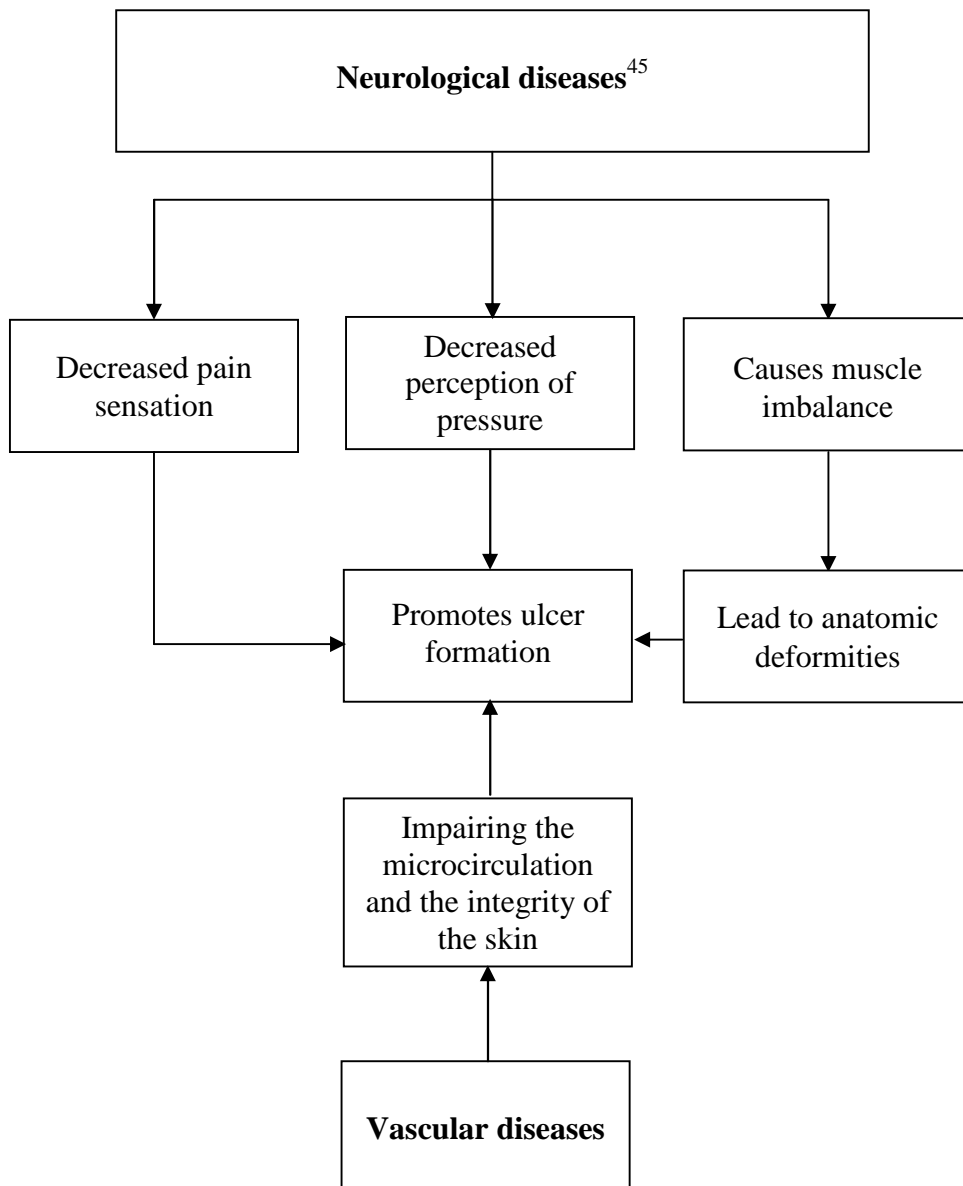 Neurological diseases45
Decreased pain
sensation
Decreased
perception of
pressure
Causes muscle
imbalance
Promotes ulcer
formation
Lead to anatomic
deformities
Impairing the
microcirculation
and the integrity of
the skin
Vascular diseases